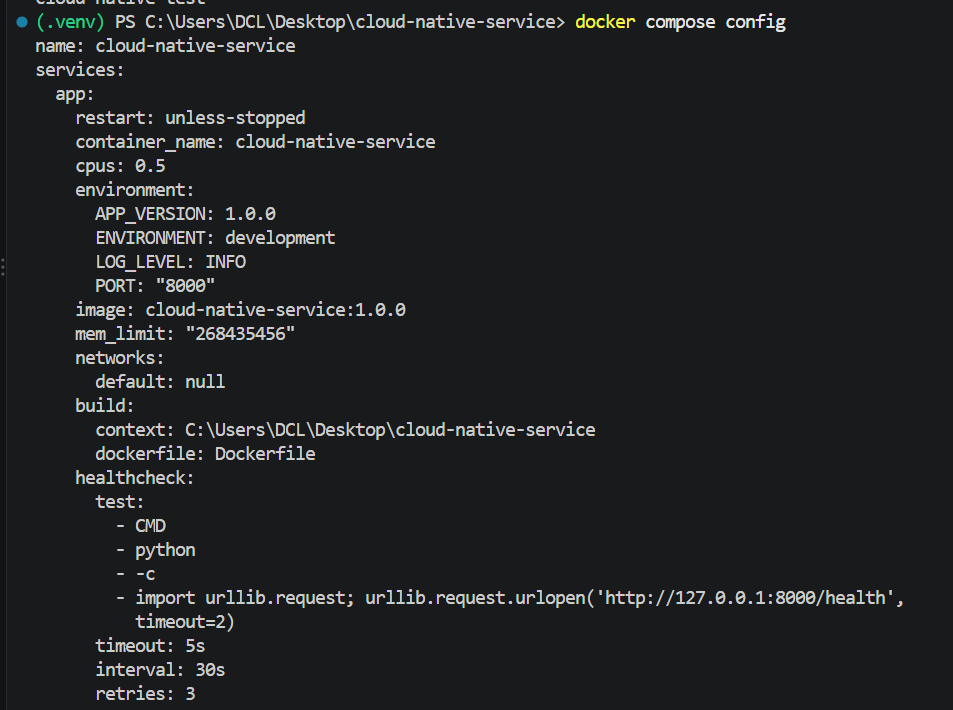 cloud-native-test
(.venv) PS C:\Users\DCL\Desktop\cloud-native-service> docker compose config
name: cloud-native-service
services:
  app:
    restart: unless-stopped
    container_name: cloud-native-service
    cpus: 0.5
    environment:
      APP_VERSION: 1.0.0
      ENVIRONMENT: development
      LOG_LEVEL: INFO
      PORT: "8000"
    image: cloud-native-service:1.0.0
    mem_limit: "268435456"
    networks:
      default: null
    build:
      context: C:\Users\DCL\Desktop\cloud-native-service
      dockerfile: Dockerfile
    healthcheck:
      test:
        - CMD
        - python
        - -c
        - import urllib.request; urllib.request.urlopen('http://127.0.0.1:8000/health',
          timeout=2)
      timeout: 5s
      interval: 30s
      retries: 3